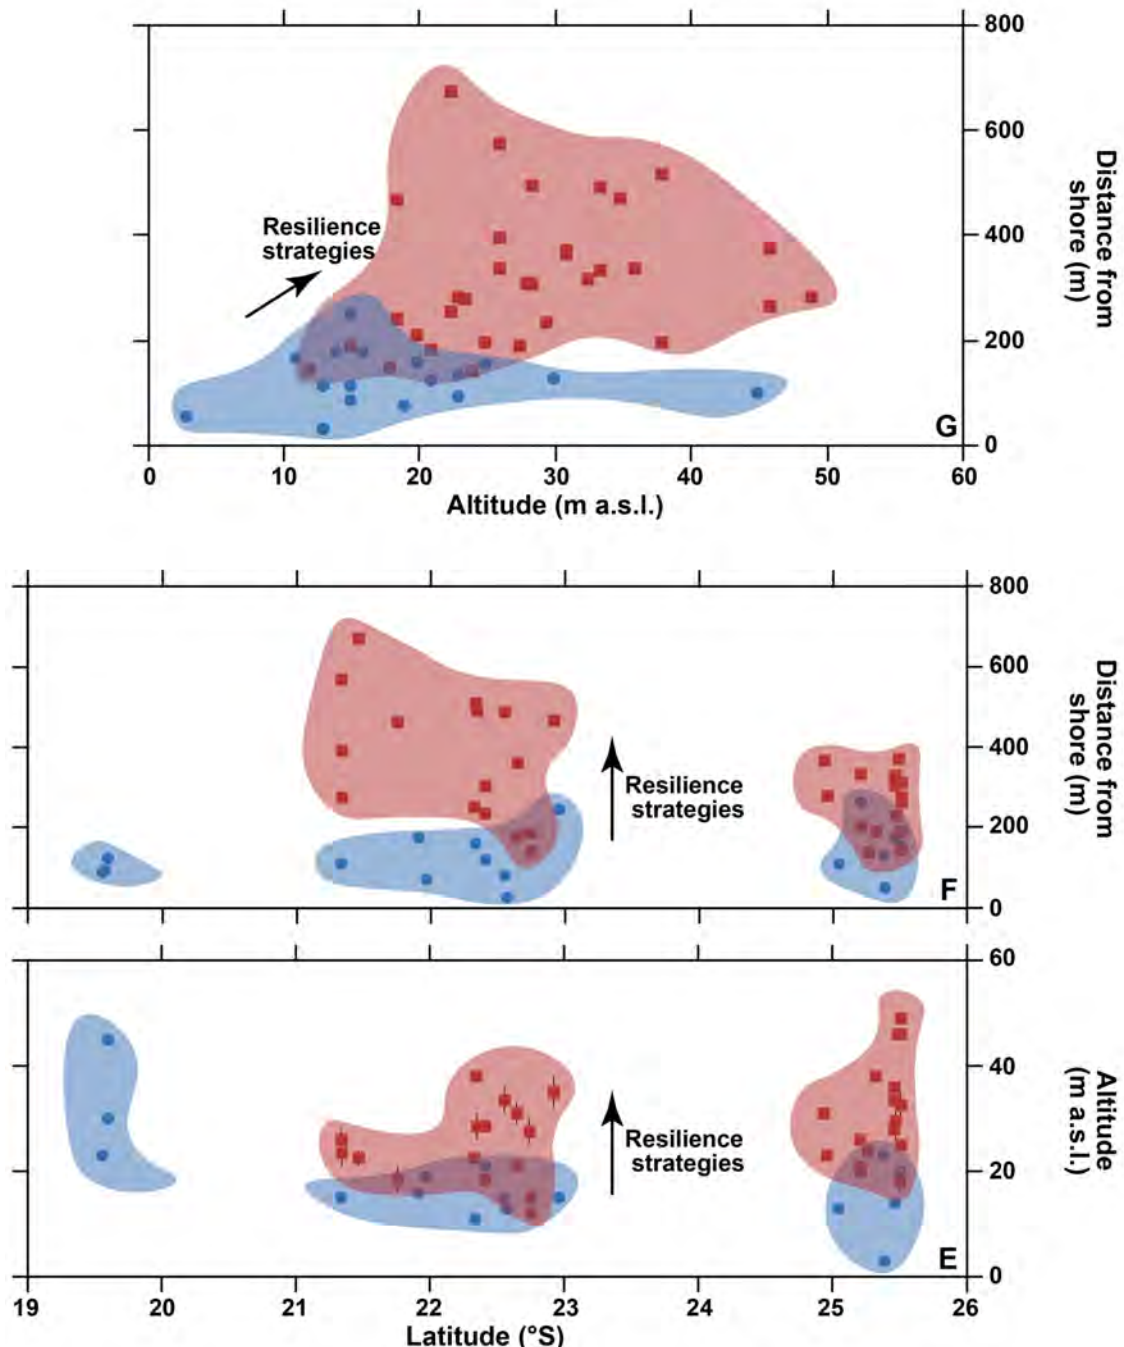 800
600
400
200
0
Distance from
shore (m)
Resilience
strategies
G
0 10 20 30 40 50 60
Altitude (m a.s.l.)
800
600
400
200
0
Distance from
shore (m)
Resilience
strategies
F
60
40
20
0
Altitude
(m a.s.l.)
Resilience
strategies
E
19 20 21 22 23 24 25 26
Latitude (°S)